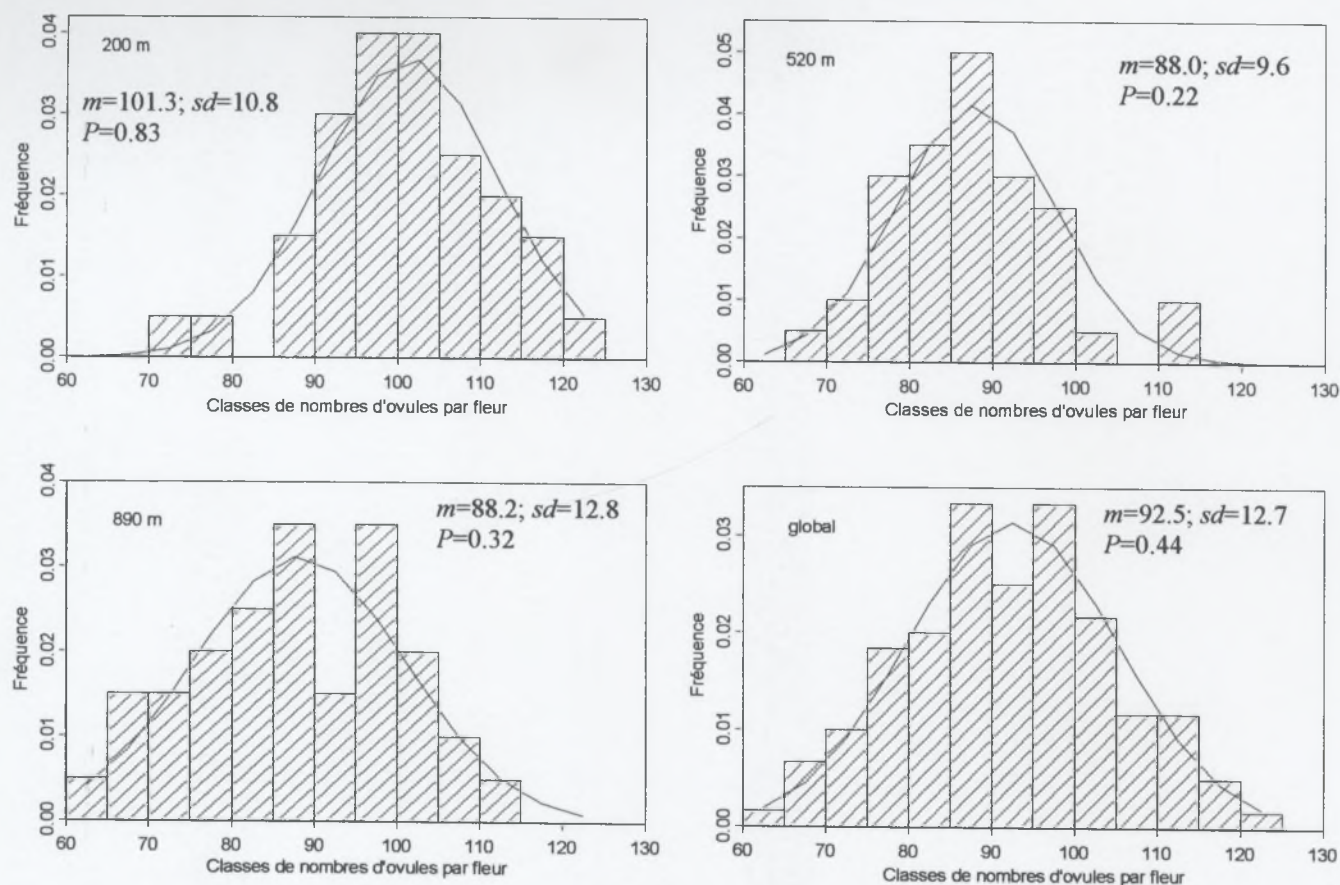 200 m
m=101.3; sd=10.8
P=0.83
Fréquence
0.00
0.01
0.02
0.03
0.04
60 70 80 90 100 110 120 130
Classes de nombres d'ovules par fleur
520 m
m=88.0; sd=9.6
P=0.22
Fréquence
0.00
0.01
0.02
0.03
0.04
0.05
60 70 80 90 100 110 120 130
Classes de nombres d'ovules par fleur
890 m
m=88.2; sd=12.8
P=0.32
Fréquence
0.00
0.01
0.02
0.03
0.04
60 70 80 90 100 110 120 130
Classes de nombres d'ovules par fleur
global
m=92.5; sd=12.7
P=0.44
Fréquence
0.00
0.01
0.02
0.03
60 70 80 90 100 110 120 130
Classes de nombres d'ovules par fleur